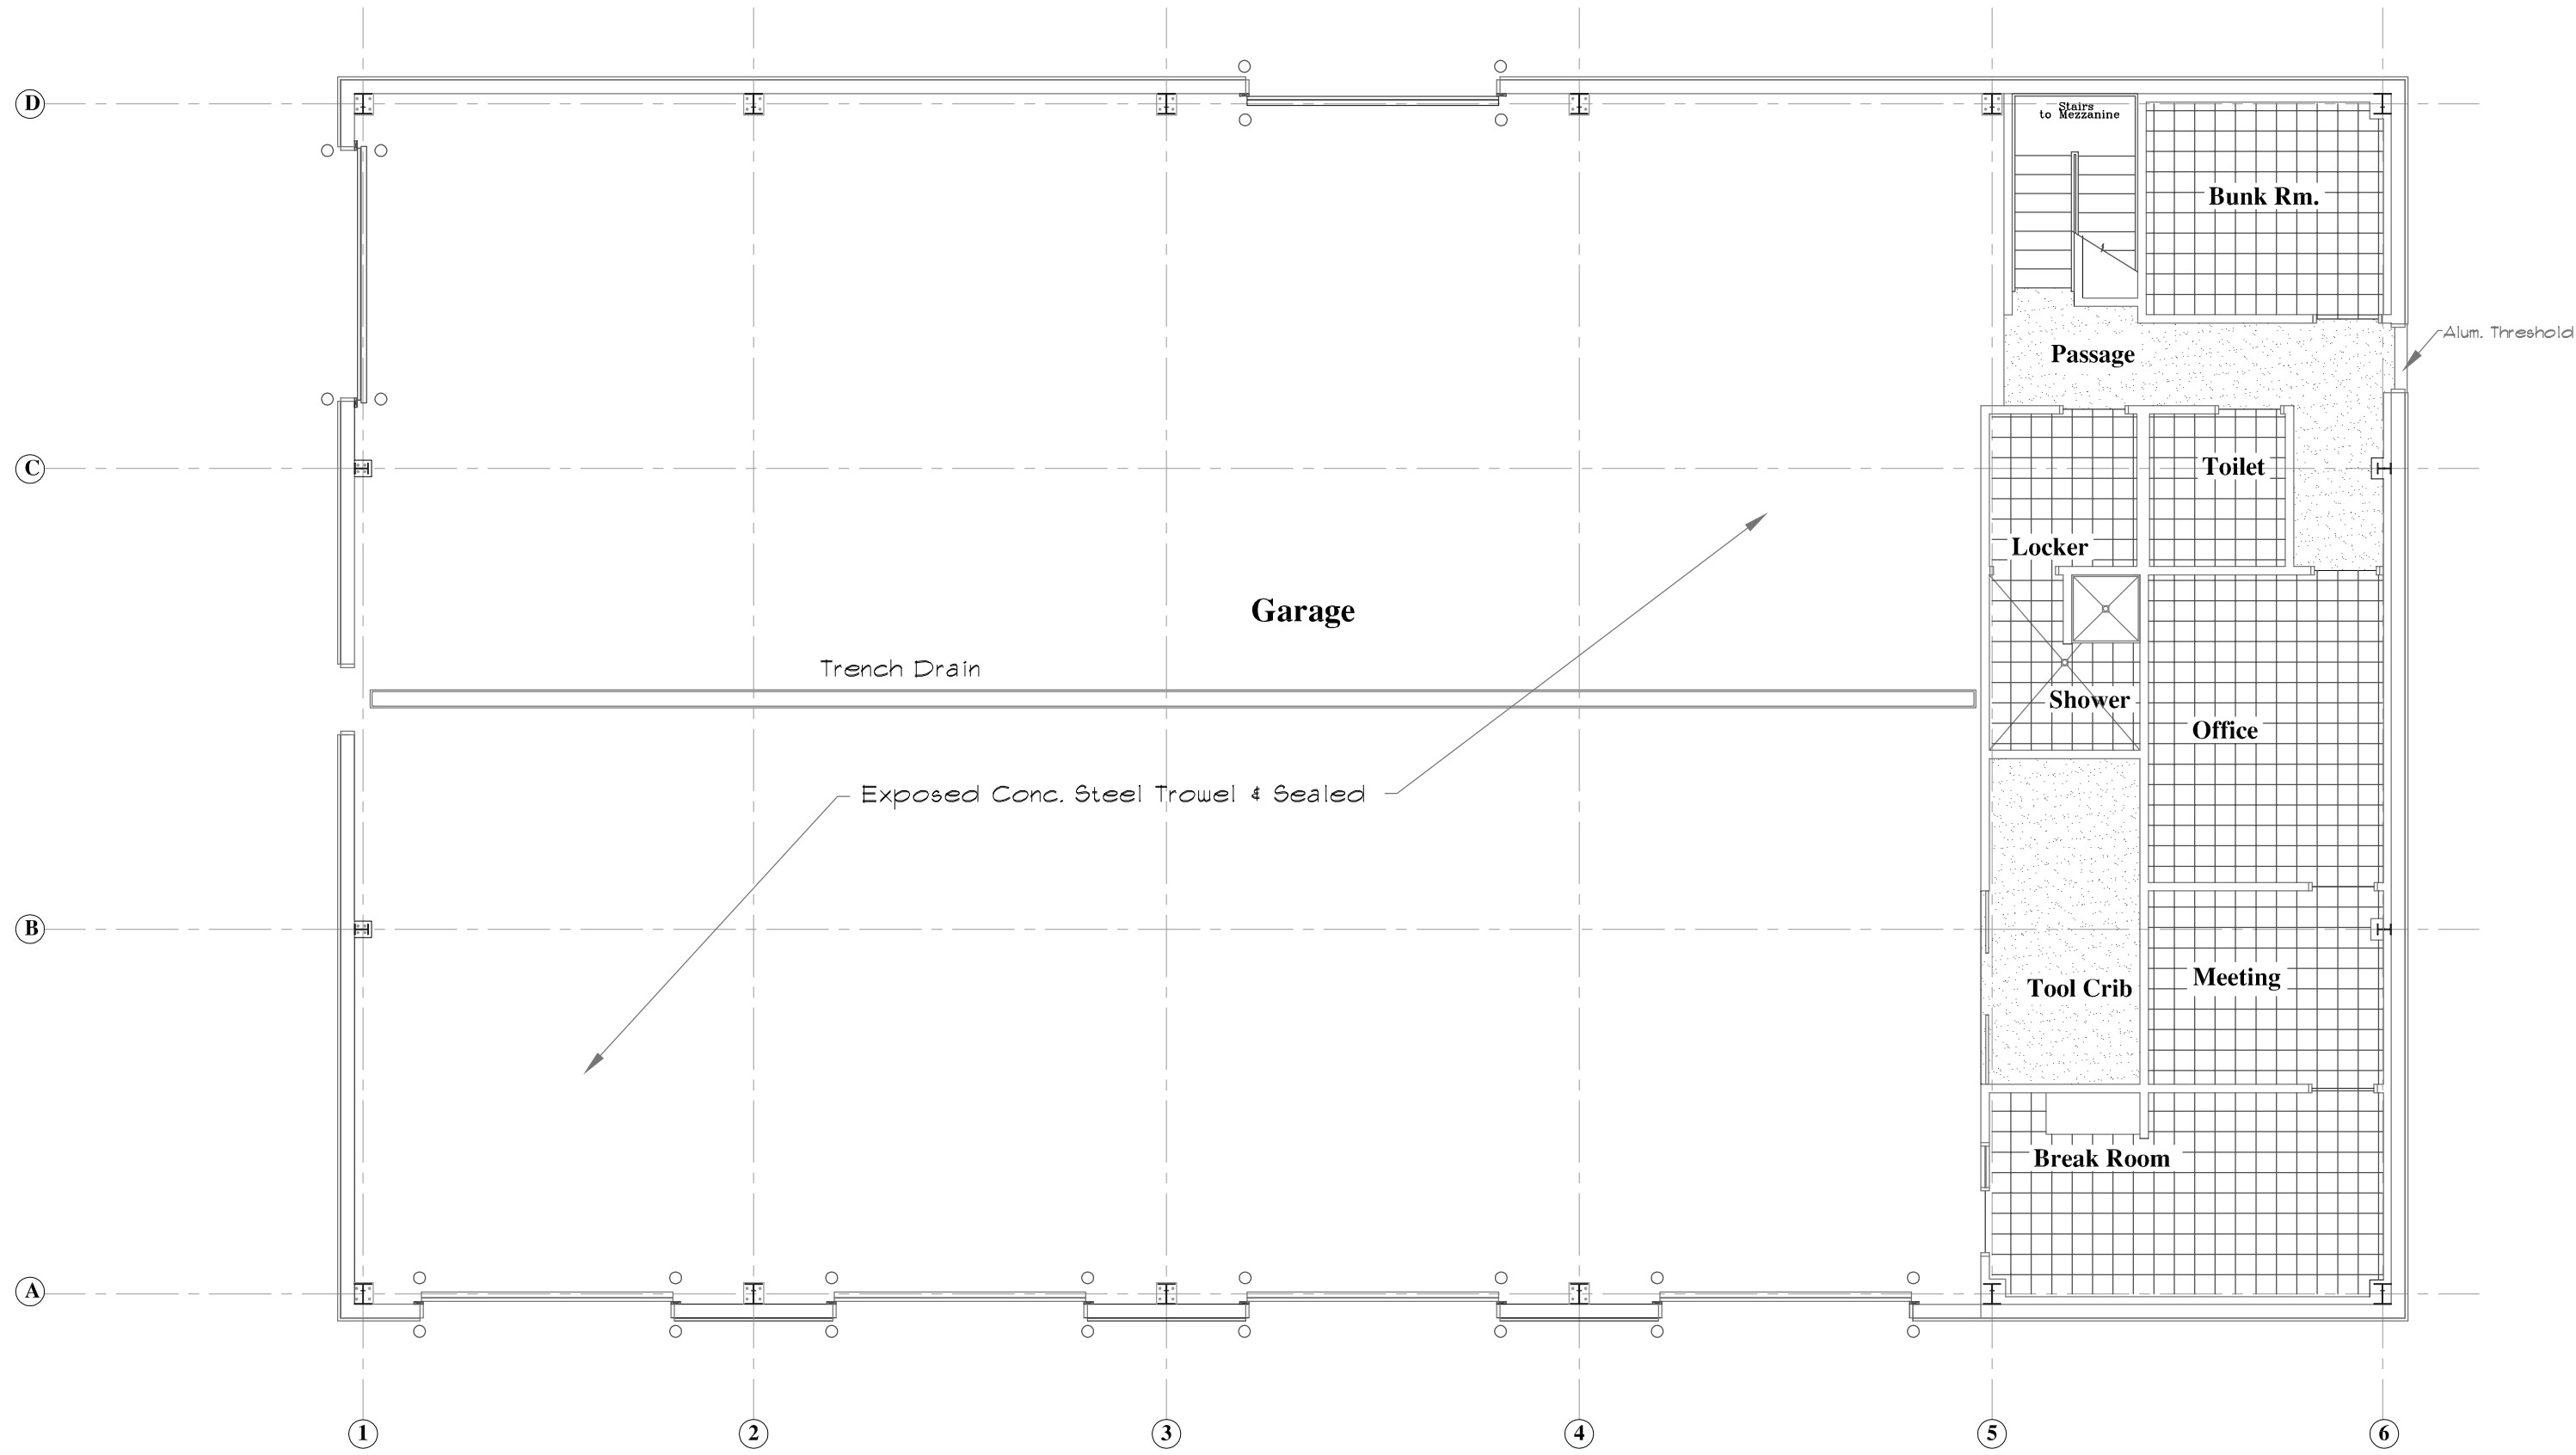 D
Stairs
to Mezzanine
Bunk Rm.
Alum. Threshold
Passage
C
Toilet
Locker
Garage
Trench Drain
Shower
Office
Exposed Conc. Steel Trowel & Sealed
B
Meeting
Tool Crib
Break Room
A
1
2
3
4
5
6